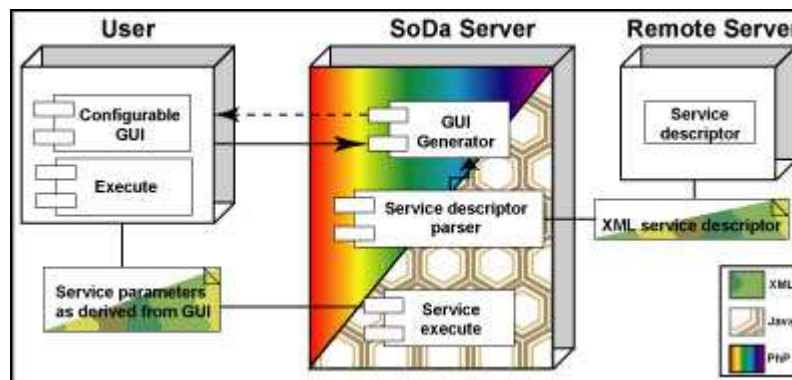 User
SoDa Server
Remote Server
Configurable
GUI
Execute
GUI
Generator
Service descriptor
parser
Service
execute
Service
descriptor
XML service descriptor
Service parameters
as derived from GUI
XML
Java
PhP